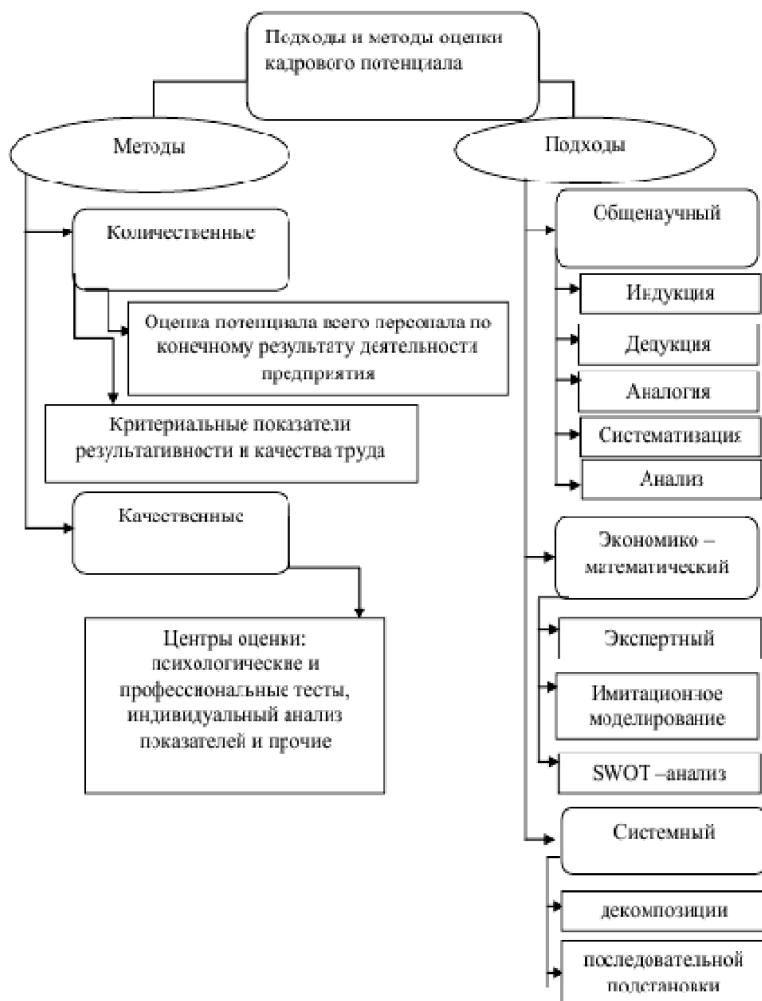 Подходы и методы оценки
кадрового потенциала
Методы
Подходы
Количественные
Оценка потенциала всего персонала по
конечному результату деятельности
предприятия
Критериальные показатели
результативности и качества труда
Качественные
Центры оценки:
психологические и
профессиональные тесты,
индивидуальный анализ
показателей и прочие
Общенаучный
Индукция
Дедукция
Аналогия
Систематизация
Анализ
Экономико –
математический
Экспертный
Имитационное
моделирование
SWOT –анализ
Системный
декомпозиции
последовательной
подстановки